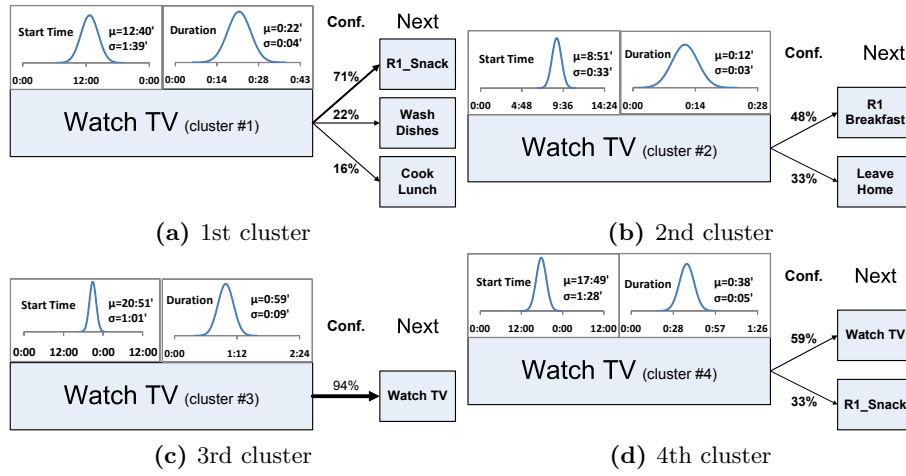 Start Time
μ=12:40'
σ=1:39'
0:00 12:00 0:00
Duration
μ=0:22'
σ=0:04'
0:00 0:14 0:28 0:43
Conf.
Next
Watch TV (cluster #1)
71%
R1_Snack
22%
Wash
Dishes
16%
Cook
Lunch
(a) 1st cluster
Start Time
μ=8:51'
σ=0:33'
0:00 4:48 9:36 14:24
Duration
μ=0:12'
σ=0:03'
0:00 0:14 0:28
Conf.
Next
Watch TV (cluster #2)
48%
R1
Breakfast
33%
Leave
Home
(b) 2nd cluster
Start Time
μ=20:51'
σ=1:01'
0:00 12:00 0:00 12:00
Duration
μ=0:59'
σ=0:09'
0:00 1:12 2:24
Conf.
Next
Watch TV (cluster #3)
94%
Watch TV
(c) 3rd cluster
Start Time
μ=17:49'
σ=1:28'
0:00 12:00 0:00 12:00
Duration
μ=0:38'
σ=0:05'
0:00 0:28 0:57 1:26
Conf.
Next
Watch TV (cluster #4)
59%
Watch TV
33%
R1_Snack
(d) 4th cluster